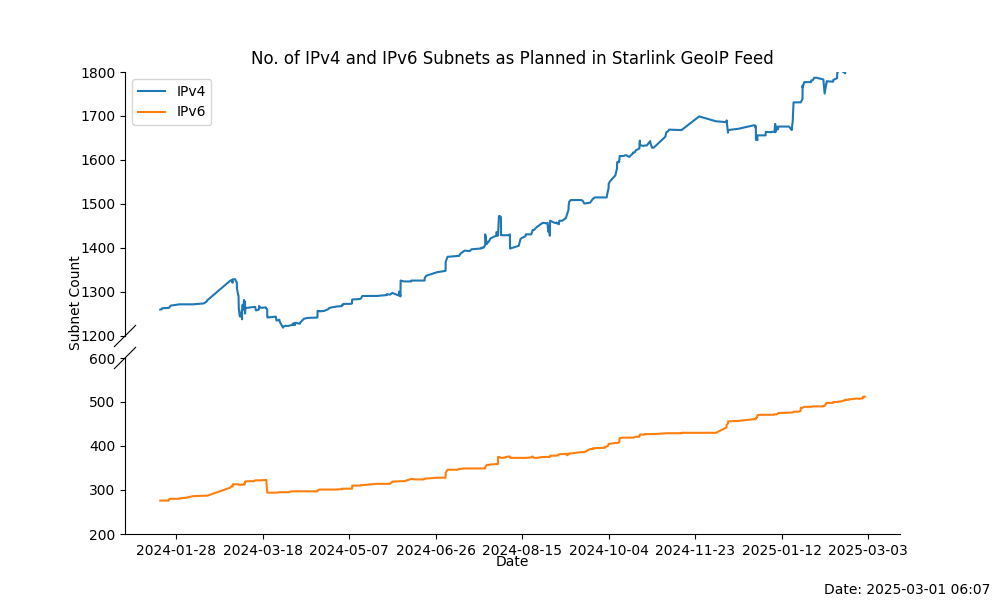 No. of IPv4 and IPv6 Subnets as Planned in Starlink GeoIP Feed
IPv4
IPv6
1800
1700
1600
1500
1400
1300
1200
600
500
400
300
200
Subnet Count
2024-01-28 2024-03-18 2024-05-07 2024-06-26 2024-08-15 2024-10-04 2024-11-23 2025-01-12 2025-03-03
Date
Date: 2025-03-01 06:07